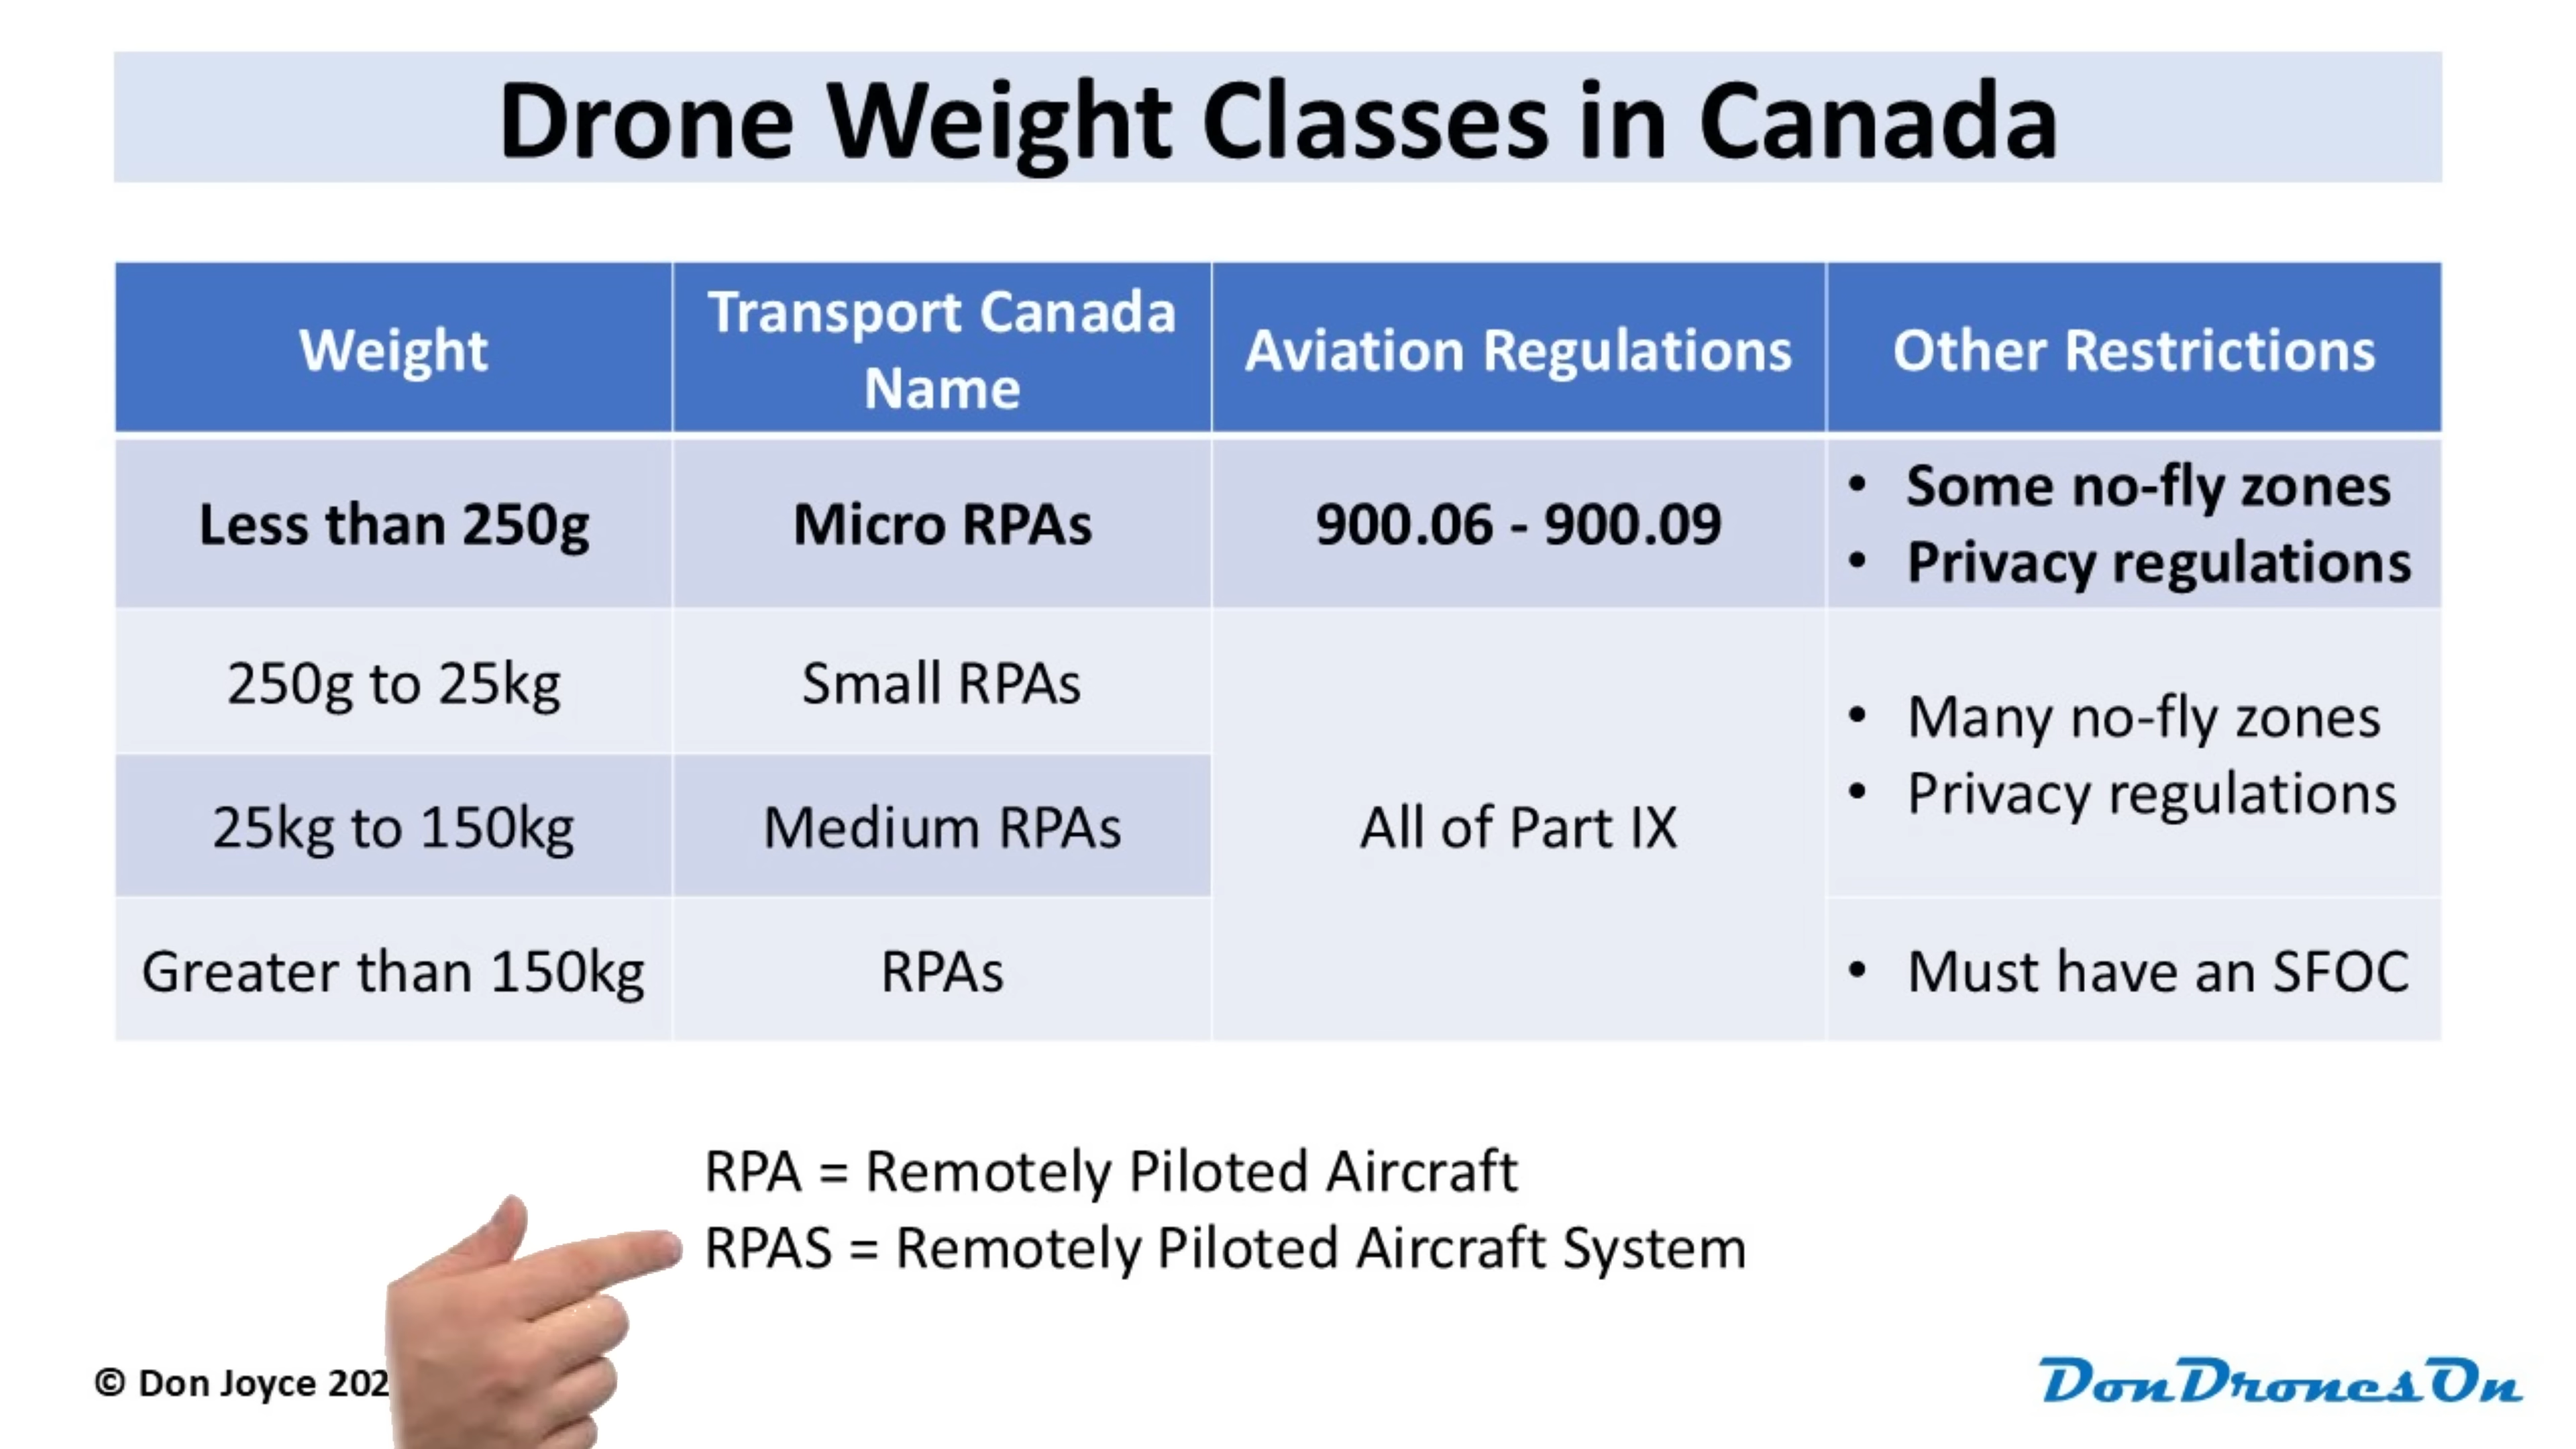 Drone Weight Classes in Canada
Weight
Transport Canada
Name
Aviation Regulations
Other Restrictions
Less than 250g
Micro RPAs
900.06 - 900.09
• Some no-fly zones
• Privacy regulations
250g to 25kg
Small RPAs
• Many no-fly zones
• Privacy regulations
25kg to 150kg
Medium RPAs
All of Part IX
Greater than 150kg
RPAs
• Must have an SFOC
RPA = Remotely Piloted Aircraft
RPAS = Remotely Piloted Aircraft System
© Don Joyce
DonDronesOn